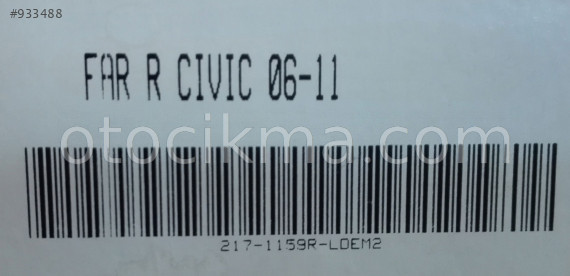 #933488
FAR R CIVIC 06-11
otocikma.com
217-1159R-LDEM2